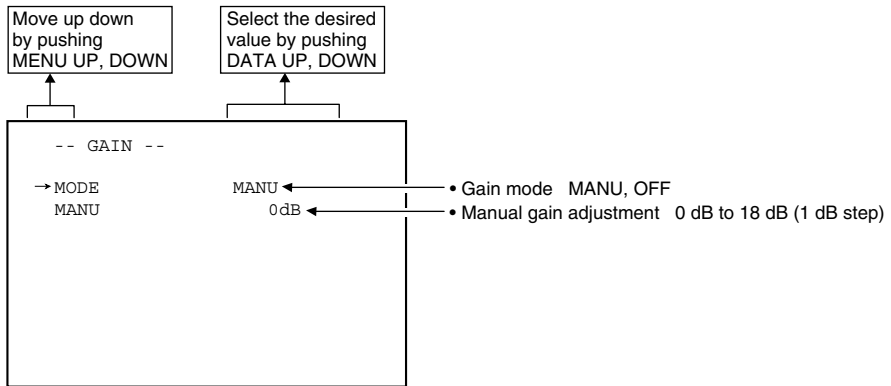 Move up down
by pushing
MENU UP, DOWN
Select the desired
value by pushing
DATA UP, DOWN
-- GAIN --
→MODE MANU
MANU 0dB
• Gain mode MANU, OFF
• Manual gain adjustment 0 dB to 18 dB (1 dB step)